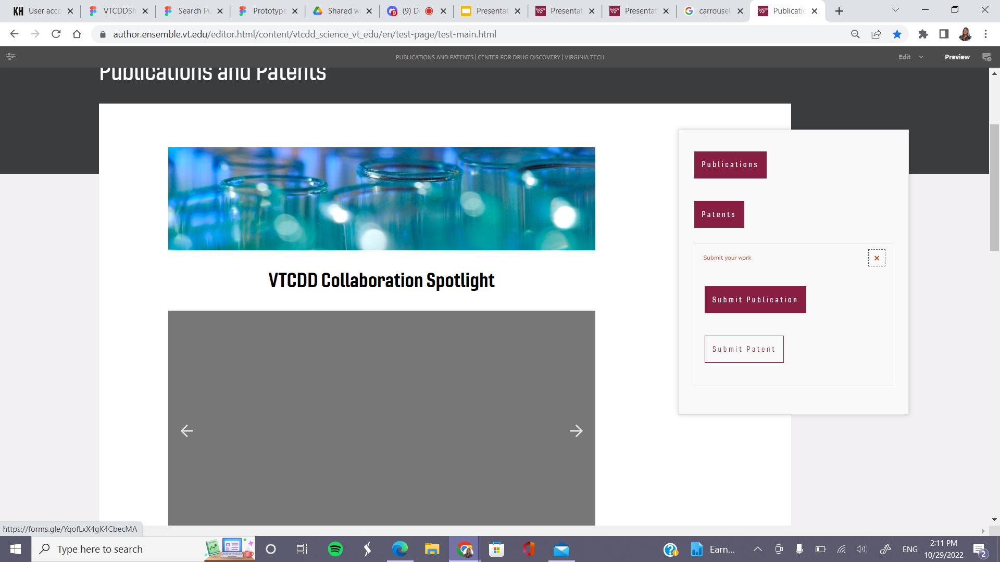 KH User acco
VTCDDSh
Search Pu
Prototype
Shared w
(9) Di
Presentat
Presentat
Presentat
carrousel
Publicatio
author.ensemble.vt.edu/editor.html/content/vtcdd_science_vt_edu/en/test-page/test-main.html
PUBLICATIONS AND PATENTS | CENTER FOR DRUG DISCOVERY | VIRGINIA TECH
Edit
Preview
Publications and Patents
Publications
Patents
Submit your work
VTCDD Collaboration Spotlight
Submit Publication
Submit Patent
https://forms.gle/YqofLxX4gK4CbecMA
Type here to search
Earn...
ENG
2:11 PM
10/29/2022
2